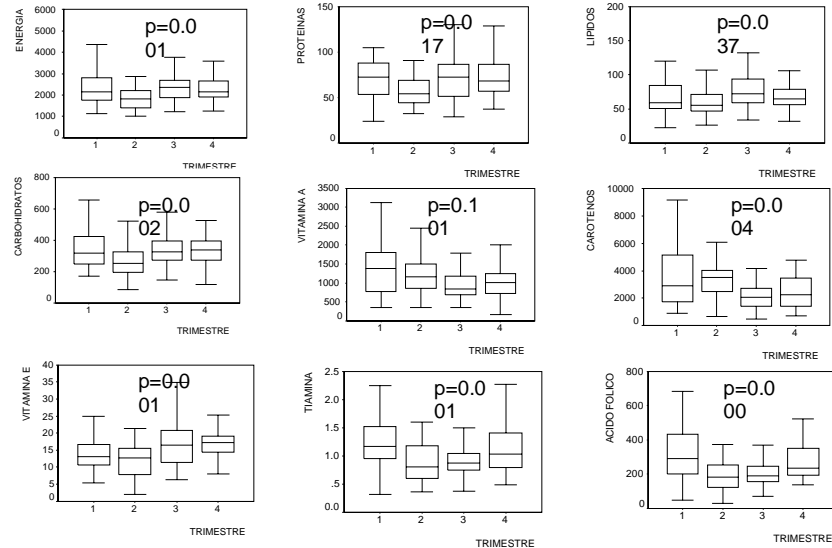 ENERGIA
6000
5000
4000
3000
2000
1000
0
p=0.0
01
1 2 3 4
TRIMESTRE
PROTEINAS
150
100
50
0
p=0.0
17
1 2 3 4
TRIMESTRE
LIPIDOS
200
150
100
50
0
p=0.0
37
1 2 3 4
TRIMESTRE
CARBOHIDRATOS
800
600
400
200
0
p=0.0
02
1 2 3 4
TRIMESTRE
VITAMINA A
3500
3000
2500
2000
1500
1000
500
0
p=0.1
01
1 2 3 4
TRIMESTRE
CAROTENOS
10000
8000
6000
4000
2000
0
p=0.0
04
1 2 3 4
TRIMESTRE
VITAMINA E
40
35
30
25
20
15
10
5
0
p=0.0
01
1 2 3 4
TRIMESTRE
TIAMINA
2.5
2.0
1.5
1.0
.5
0.0
p=0.0
01
1 2 3 4
TRIMESTRE
ACIDO FOLICO
800
600
400
200
0
p=0.0
00
1 2 3 4
TRIMESTRE